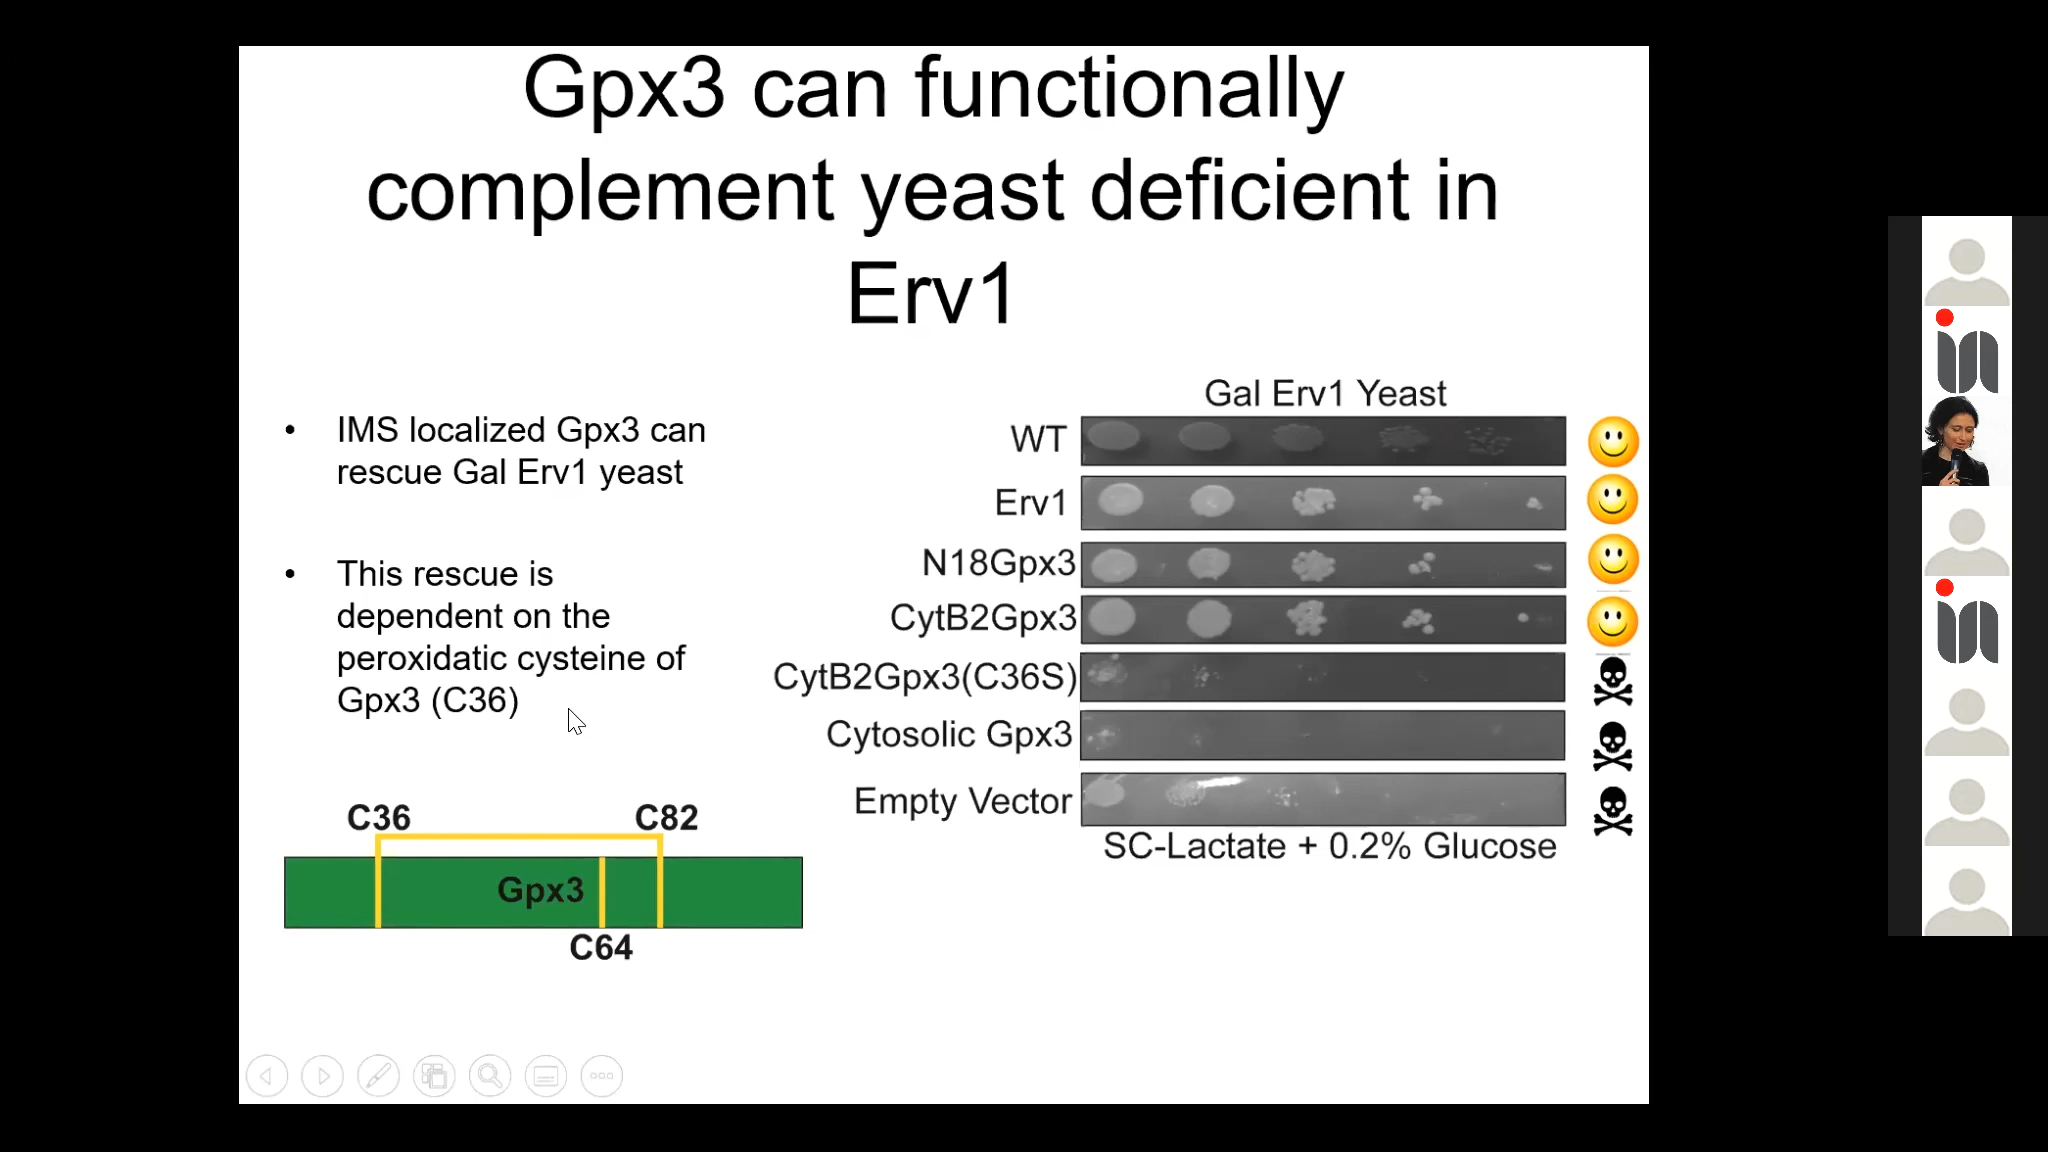 Gpx3 can functionally
complement yeast deficient in
Erv1
• IMS localized Gpx3 can
rescue Gal Erv1 yeast
• This rescue is
dependent on the
peroxidatic cysteine of
Gpx3 (C36)
C36
C82
Gpx3
C64
Gal Erv1 Yeast
WT
Erv1
N18Gpx3
CytB2Gpx3
CytB2Gpx3(C36S)
Cytosolic Gpx3
Empty Vector
SC-Lactate + 0.2% Glucose